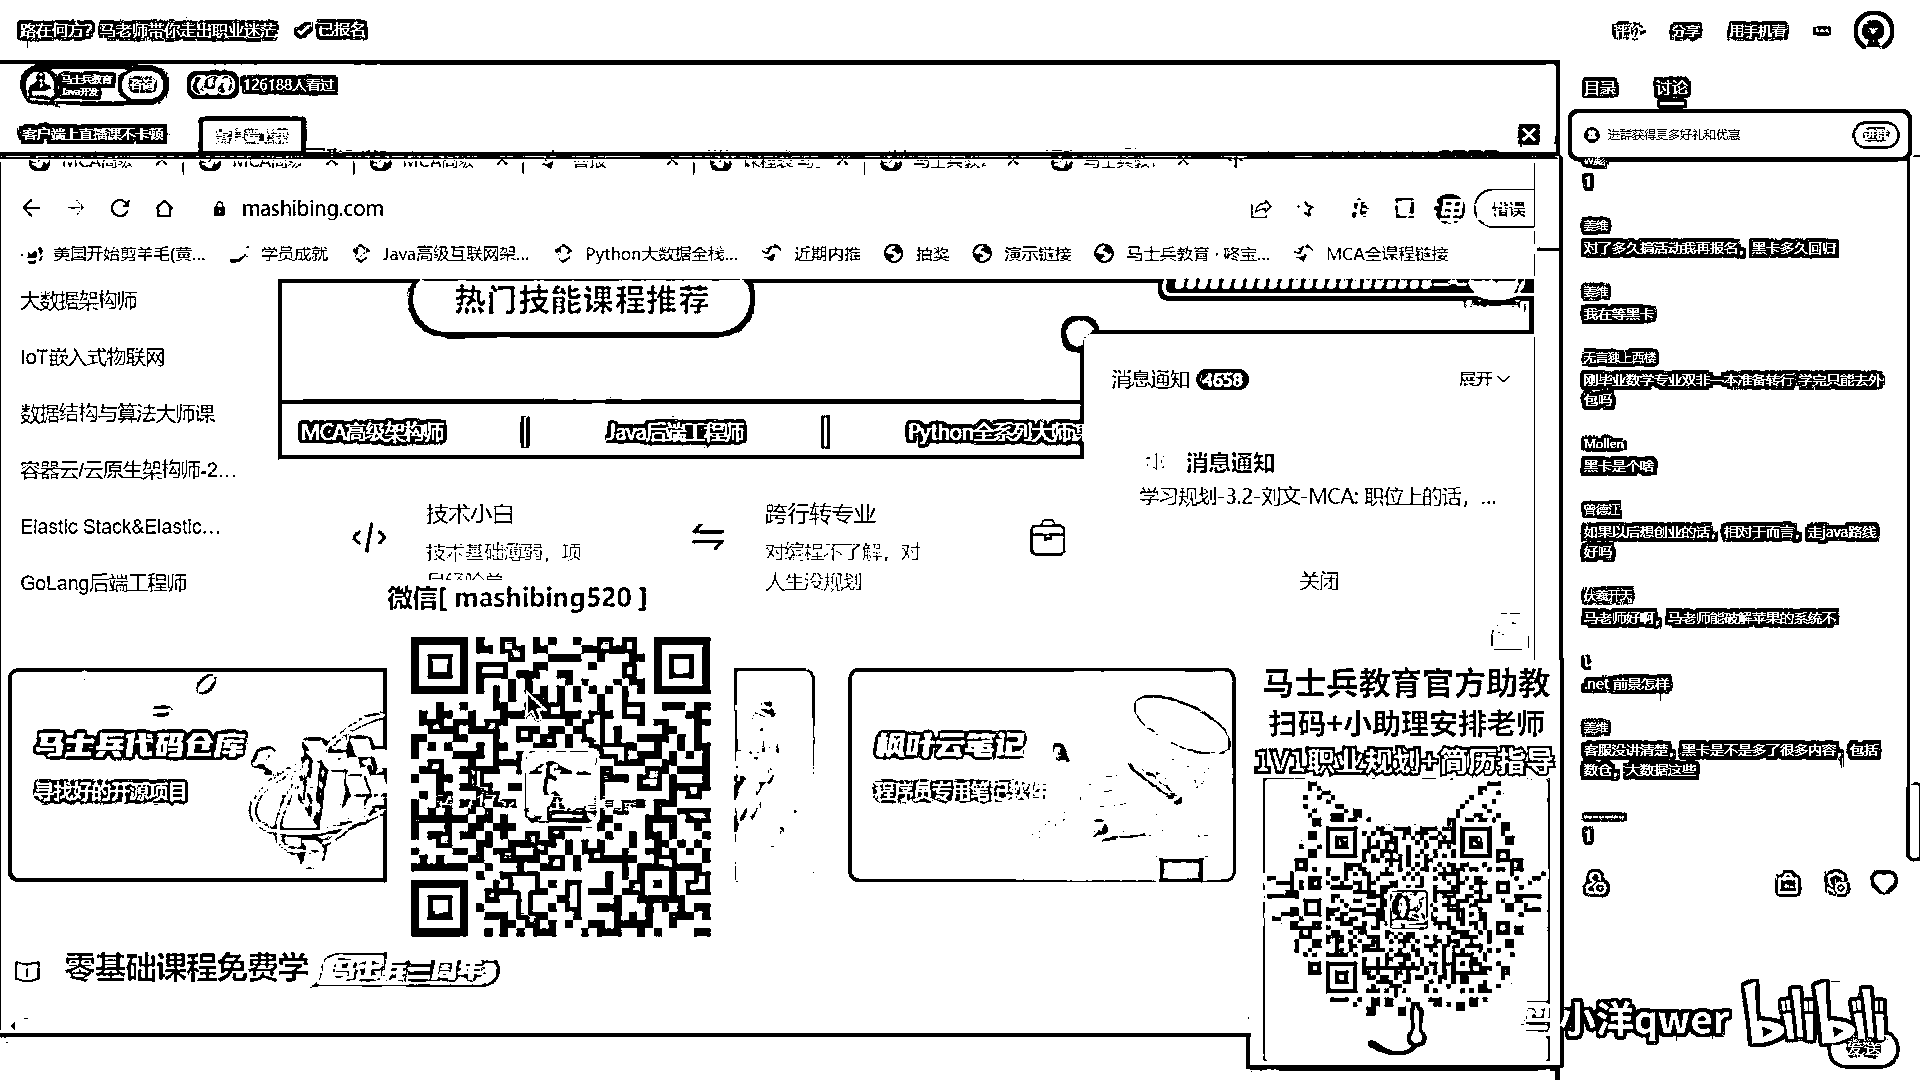 路在何方？马老师带你走出职业迷茫 已报名
评价 分享 用手机看
马士兵教育
Java开发
咨询
126188人看过
目录 讨论
客户端上直播课不卡顿
进群获得更多好礼和优惠 进群
mashibing.com
错误
美国开始剪羊毛(黄...
学员成就
Java高级互联网架...
Python大数据全栈...
近期内推
抽奖
演示链接
马士兵教育 · 咚宝...
MCA全课程链接
大数据架构师
IoT嵌入式物联网
数据结构与算法大师课
容器云/云原生架构师-2...
Elastic Stack&Elastic...
GoLang后端工程师
热门技能课程推荐
MCA高级架构师
Java后端工程师
Python全系列大师课
消息通知 4658 展开
消息通知
学习规划-3.2-刘文-MCA: 职位上的话，...
关闭
技术小白
技术基础薄弱，项
跨行转专业
对编程不了解，对
人生没规划
微信[ mashibing520 ]
马士兵代码仓库
寻找好的开源项目
枫叶云笔记
程序员专用笔记软件
马士兵教育官方助教
扫码+小助理安排老师
1V1职业规划+简历指导
零基础课程免费学 马士兵三周年
1
姜维
对了多久搞活动我再报名，黑卡多久回归
姜维
我在等黑卡
无言独上西楼
刚毕业数学专业双非一本准备转行 学完只能去外
包吗
Mollen
黑卡是个啥
曾德江
如果以后想创业的话，相对于而言，走java路线
好吗
伏羲开天
马老师好啊，马老师能破解苹果的系统不
.net 前景怎样
姜维
客服没讲清楚，黑卡是不是多了很多内容，包括
数仓，大数据这些
1
小洋qwer
bilibili
发送